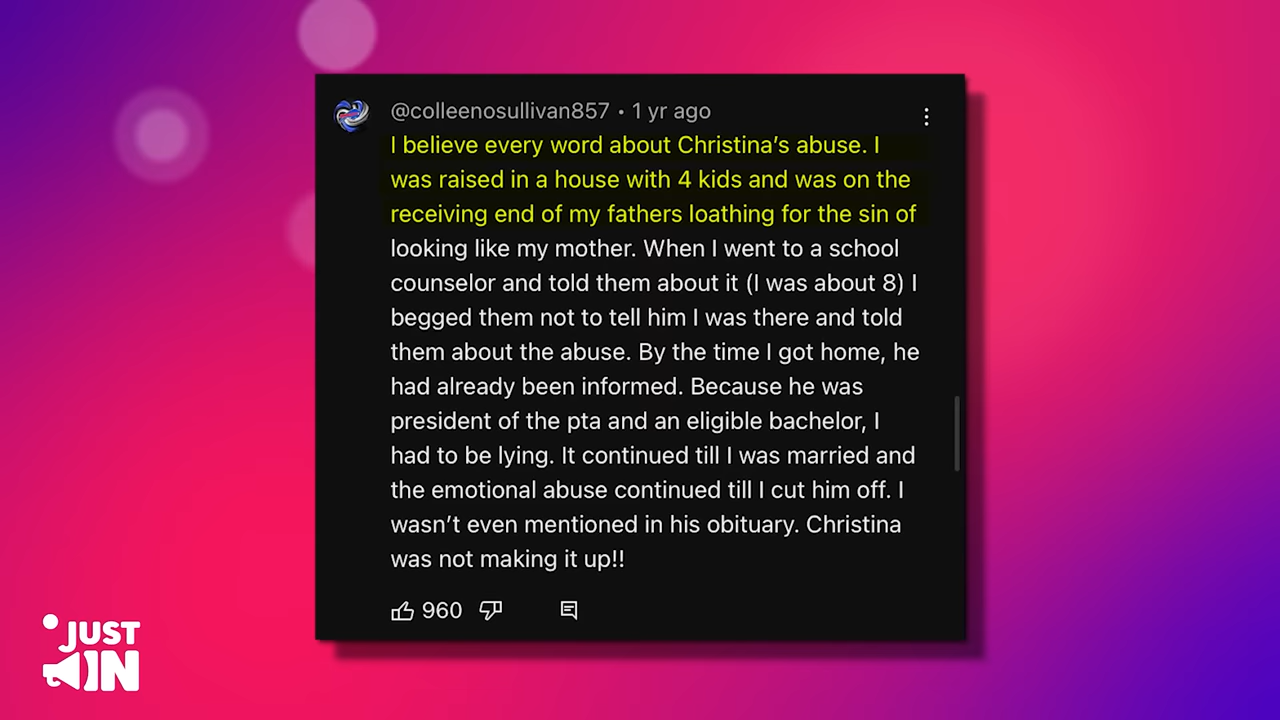 @colleenosullivan857 • 1 yr ago
I believe every word about Christina’s abuse. I
was raised in a house with 4 kids and was on the
receiving end of my fathers loathing for the sin of
looking like my mother. When I went to a school
counselor and told them about it (I was about 8) I
begged them not to tell him I was there and told
them about the abuse. By the time I got home, he
had already been informed. Because he was
president of the pta and an eligible bachelor, I
had to be lying. It continued till I was married and
the emotional abuse continued till I cut him off. I
wasn’t even mentioned in his obituary. Christina
was not making it up!!
960
JUST
IN